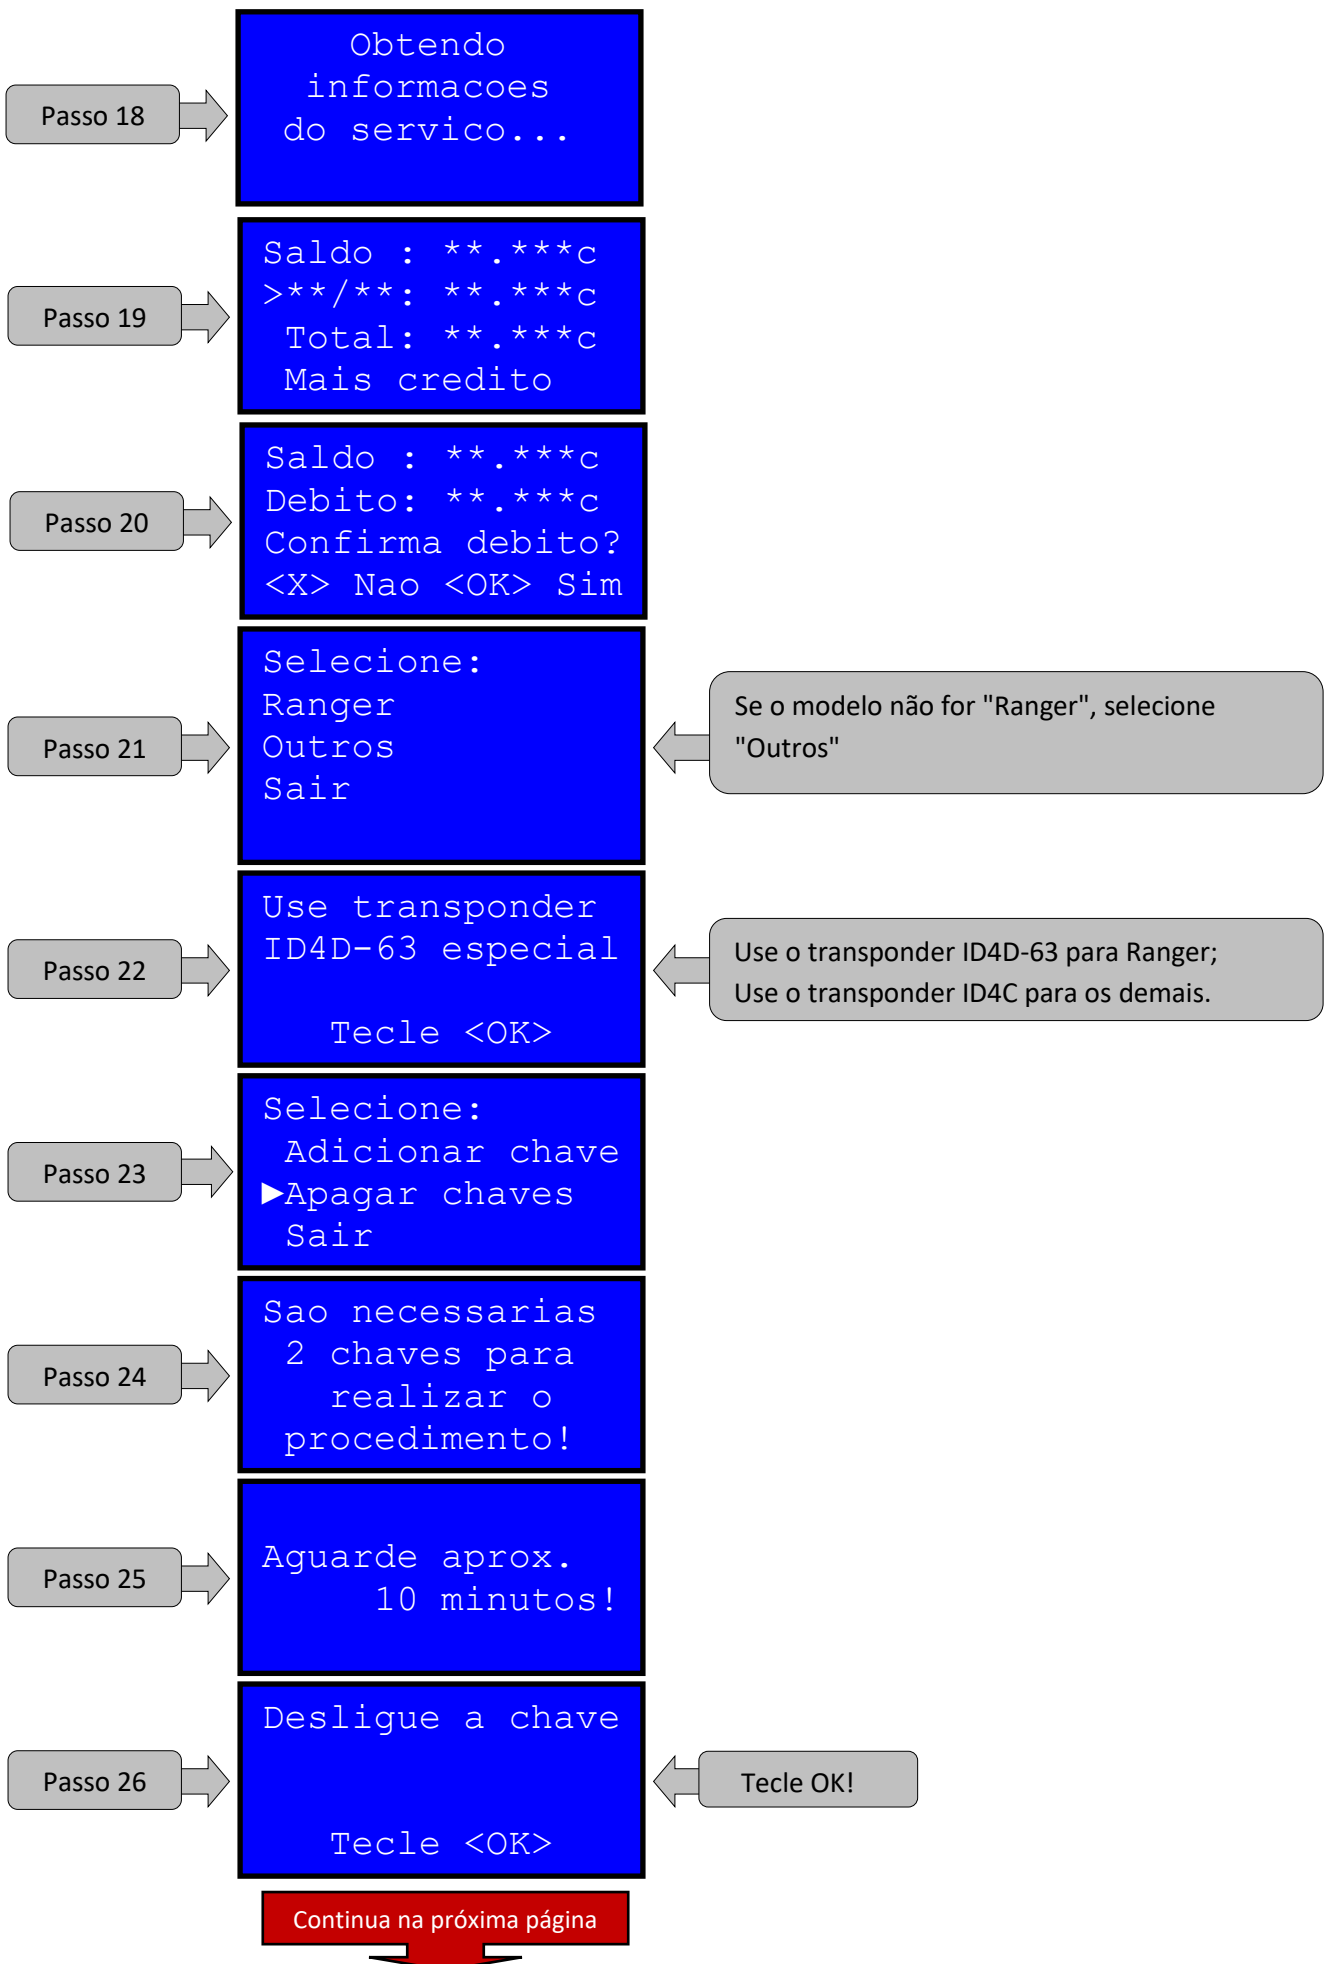 Passo 18
Obtendo
informacoes
do servico...
Passo 19
Saldo : **.***c
>**/**: **.***c
Total: **.***c
Mais credito
Passo 20
Saldo : **.***c
Debito: **.***c
Confirma debito?
<X> Nao <OK> Sim
Passo 21
Selecione:
Ranger
Outros
Sair
Se o modelo não for "Ranger", selecione
"Outros"
Passo 22
Use transponder
ID4D-63 especial
Tecle <OK>
Use o transponder ID4D-63 para Ranger;
Use o transponder ID4C para os demais.
Passo 23
Selecione:
Adicionar chave
►Apagar chaves
Sair
Passo 24
Sao necessarias
2 chaves para
realizar o
procedimento!
Passo 25
Aguarde aprox.
10 minutos!
Passo 26
Desligue a chave
Tecle <OK>
Tecle OK!
Continua na próxima página